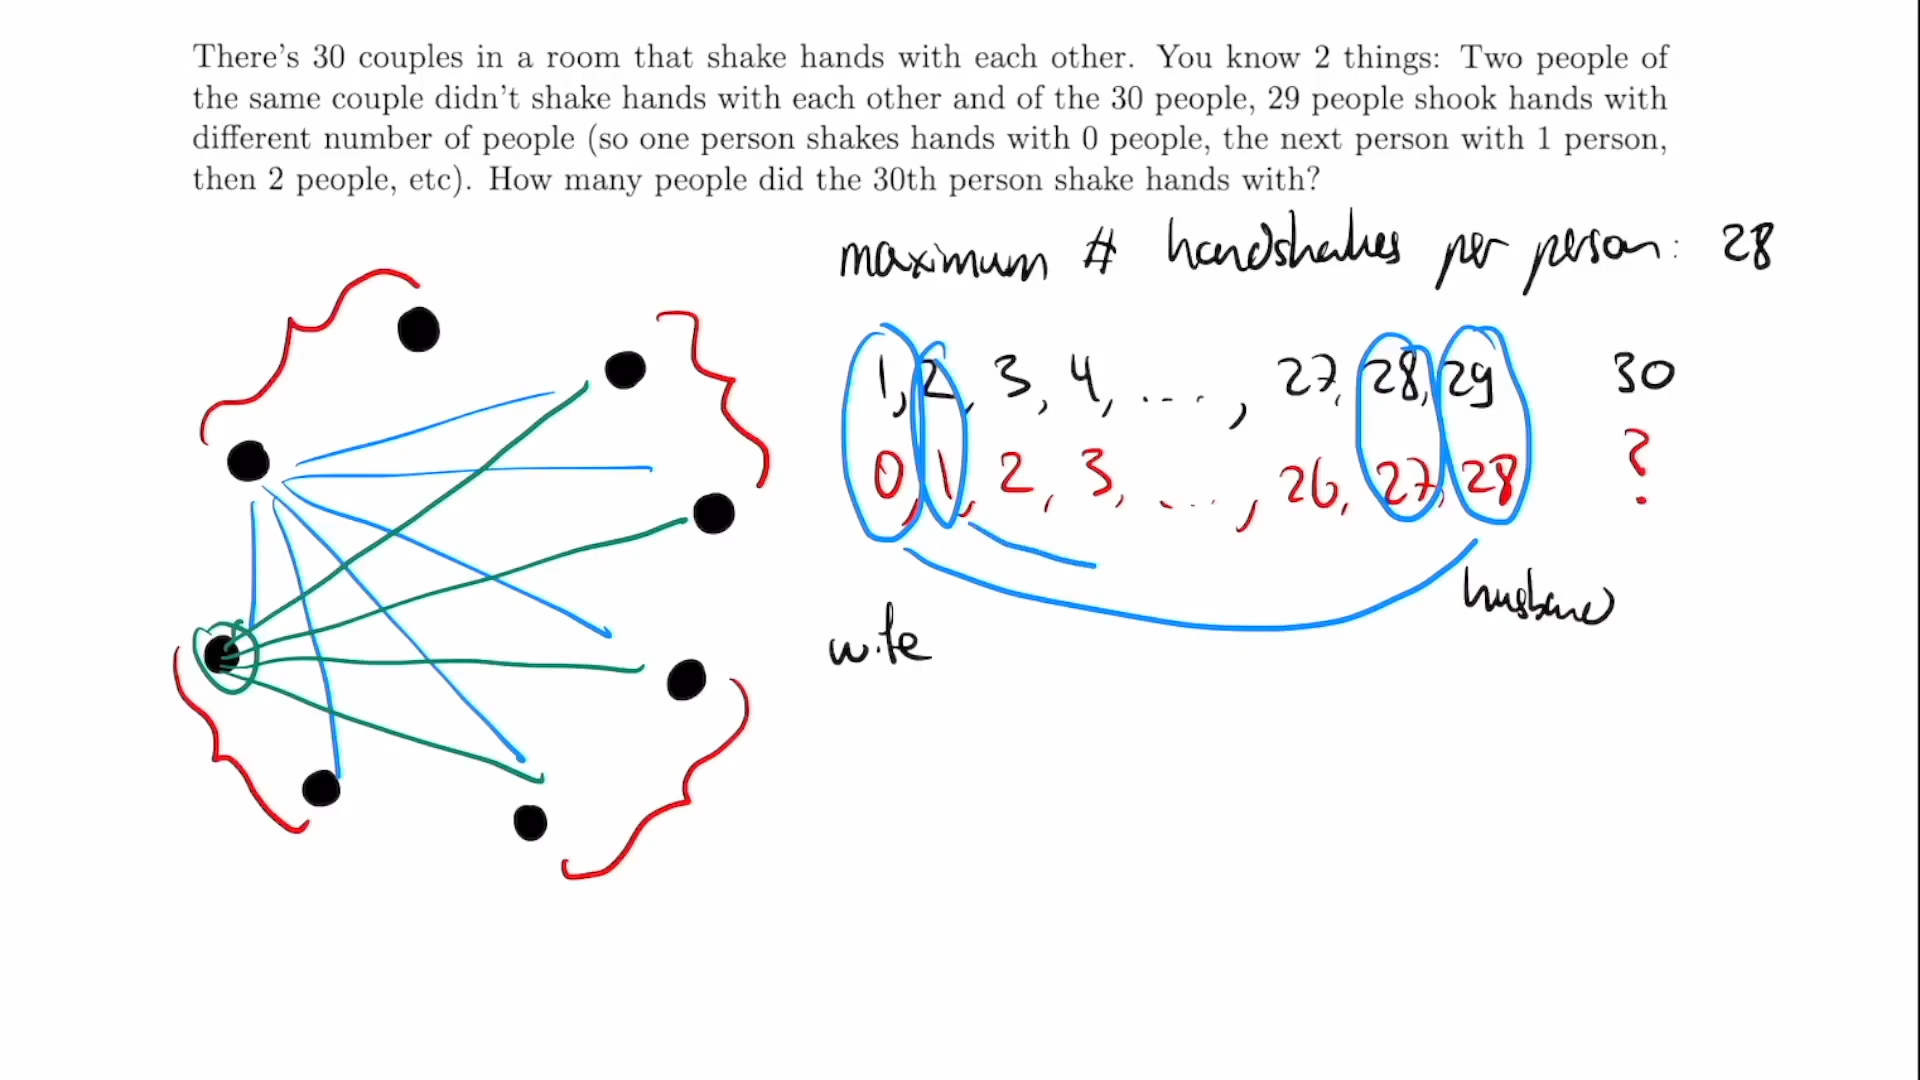 There's 30 couples in a room that shake hands with each other. You know 2 things: Two people of
the same couple didn't shake hands with each other and of the 30 people, 29 people shook hands with
different number of people (so one person shakes hands with 0 people, the next person with 1 person,
then 2 people, etc). How many people did the 30th person shake hands with?
maximum # handshakes per person: 28
1, 2, 3, 4, ...., 27, 28, 29 30
0, 1, 2, 3, ...., 26, 27, 28 ?
wife husband